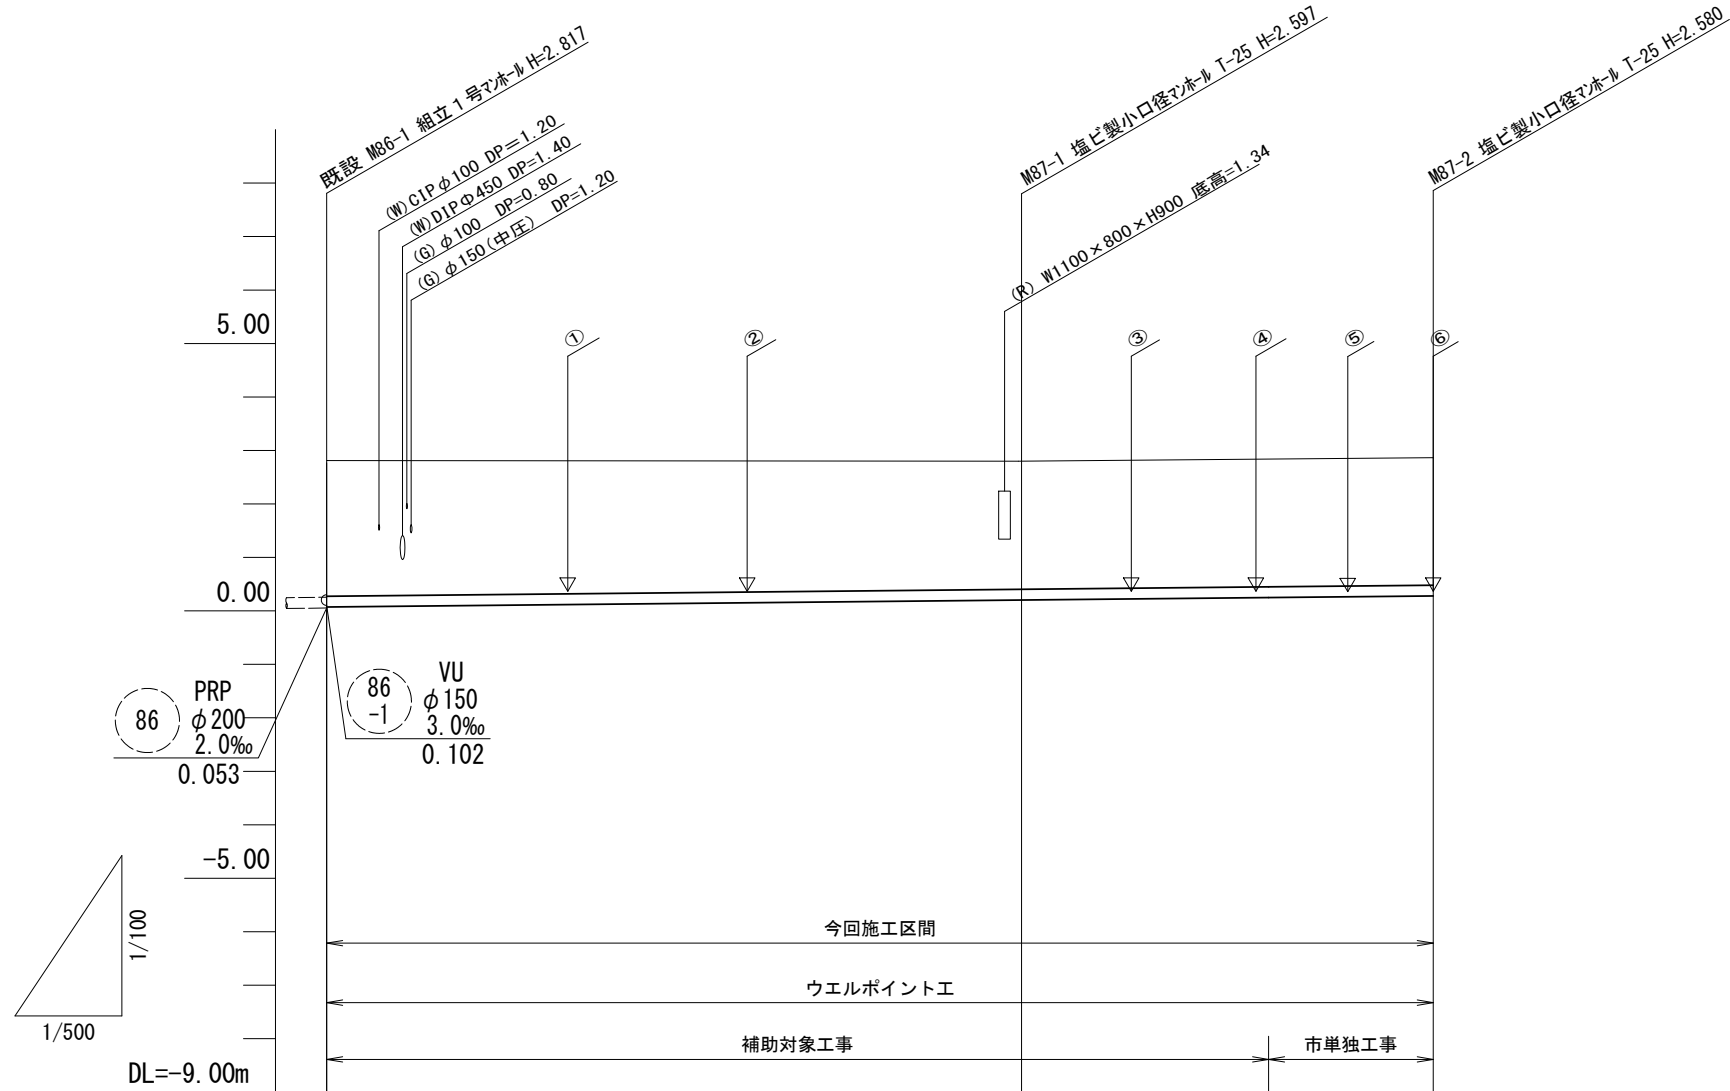 既設 M86-1 組立1号マンホール H=2.817
(W)CIPφ100 DP=1.20
(W)DIPΦ450 DP=1.40
(G)φ100 DP=0.80
(G)φ150(中圧) DP=1.20
M87-1 塩ビ製小口径マンホール T-25 H=2.597
(R) W1100×800×H900 底高=1.34
M87-2 塩ビ製小口径マンホール T-25 H=2.580
5.00
①
②
③
④
⑤
⑥
0.00
86
PRP
φ200
2.0‰
0.053
86
-1
VU
φ150
3.0‰
0.102
-5.00
1/100
1/500
今回施工区間
ウエルポイント工
補助対象工事
市単独工事
DL=-9.00m